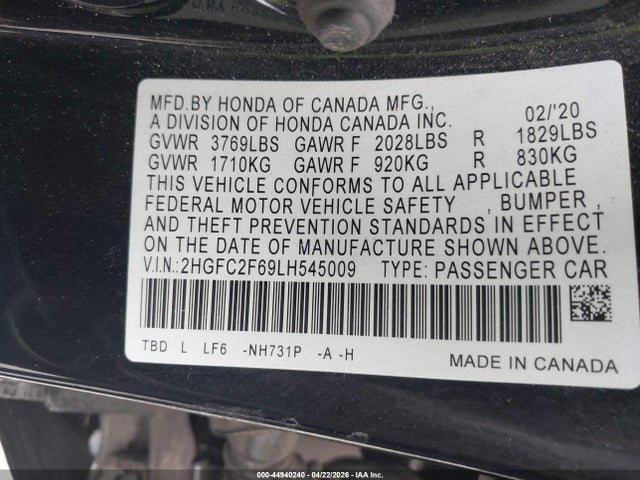 MFD.BY HONDA OF CANADA MFG., 02/'20
A DIVISION OF HONDA CANADA INC.
GVWR 3769LBS GAWR F 2028LBS R 1829LBS
GVWR 1710KG GAWR F 920KG R 830KG
THIS VEHICLE CONFORMS TO ALL APPLICABLE
FEDERAL MOTOR VEHICLE SAFETY , BUMPER ,
AND THEFT PREVENTION STANDARDS IN EFFECT
ON THE DATE OF MANUFACTURE SHOWN ABOVE.
V.I.N.:2HGFC2F69LH545009 TYPE: PASSENGER CAR
TBD L LF6 -NH731P -A -H
MADE IN CANADA
000-44940240 - 04/22/2026 - IAA Inc.